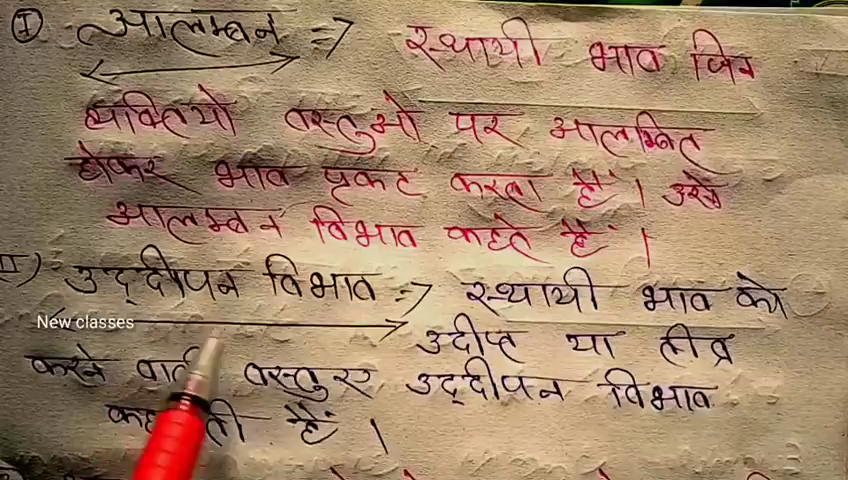 I आलम्बन => स्थायी भाव जिन
व्यक्तियो वस्तुओ पर आलम्बित
होकर भाव प्रकट करता है । उसे
आलम्बन विभाव कहते है ।
II) उद्दीपन विभाव => स्थायी भाव को
New classes
उदीप्त या तीव्र
करने वाली वस्तुएं उद्दीपन विभाव
कहलाती है ।